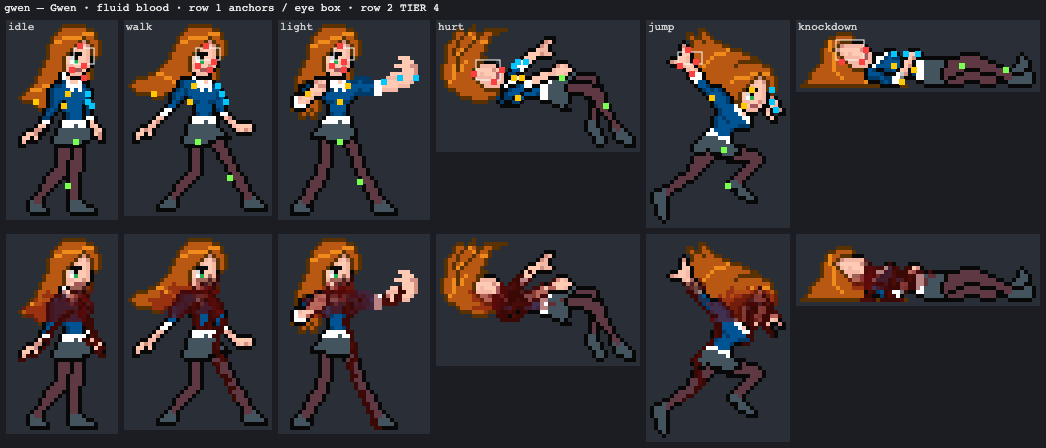 gwen — Gwen · fluid blood · row 1 anchors / eye box · row 2 TIER 4
idle
walk
light
hurt
jump
knockdown